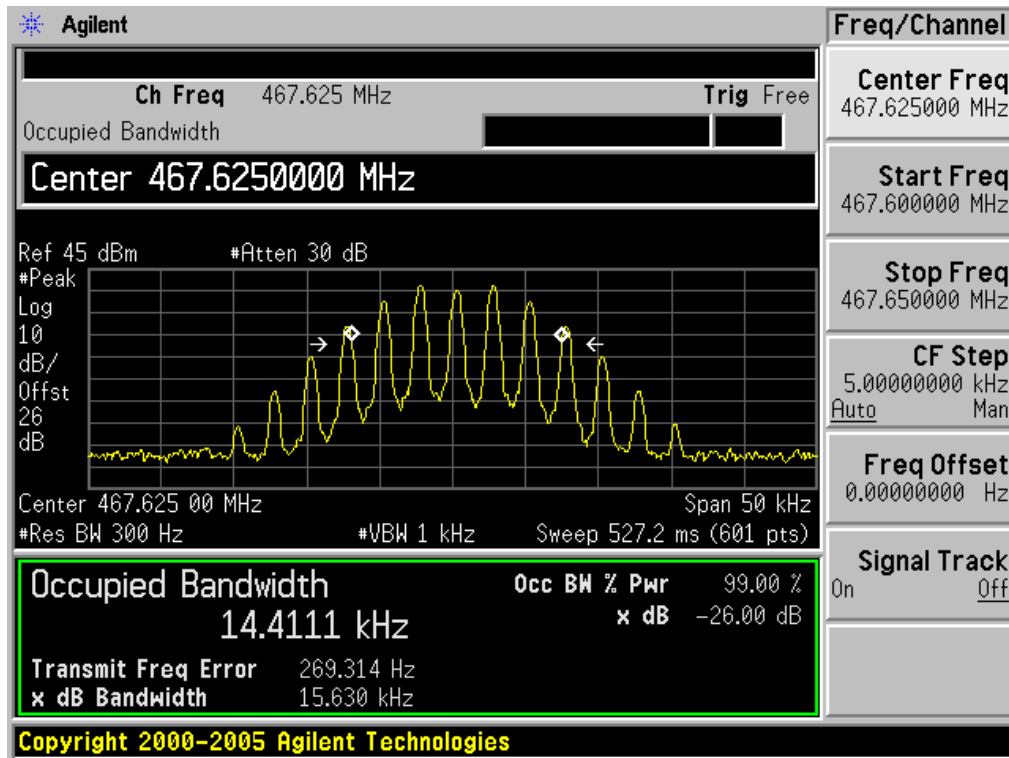 Agilent
Freq/Channel
Ch Freq 467.625 MHz Trig Free
Occupied Bandwidth
Center 467.6250000 MHz
Ref 45 dBm #Atten 30 dB
#Peak
Log
10
dB/
Offst
26
dB
Center 467.625 00 MHz Span 50 kHz
#Res BW 300 Hz #VBW 1 kHz Sweep 527.2 ms (601 pts)
Occupied Bandwidth Occ BW % Pwr 99.00 %
14.4111 kHz x dB -26.00 dB
Transmit Freq Error 269.314 Hz
x dB Bandwidth 15.630 kHz
Copyright 2000-2005 Agilent Technologies
Center Freq
467.625000 MHz
Start Freq
467.600000 MHz
Stop Freq
467.650000 MHz
CF Step
5.00000000 kHz
Auto Man
Freq Offset
0.00000000 Hz
Signal Track
On Off